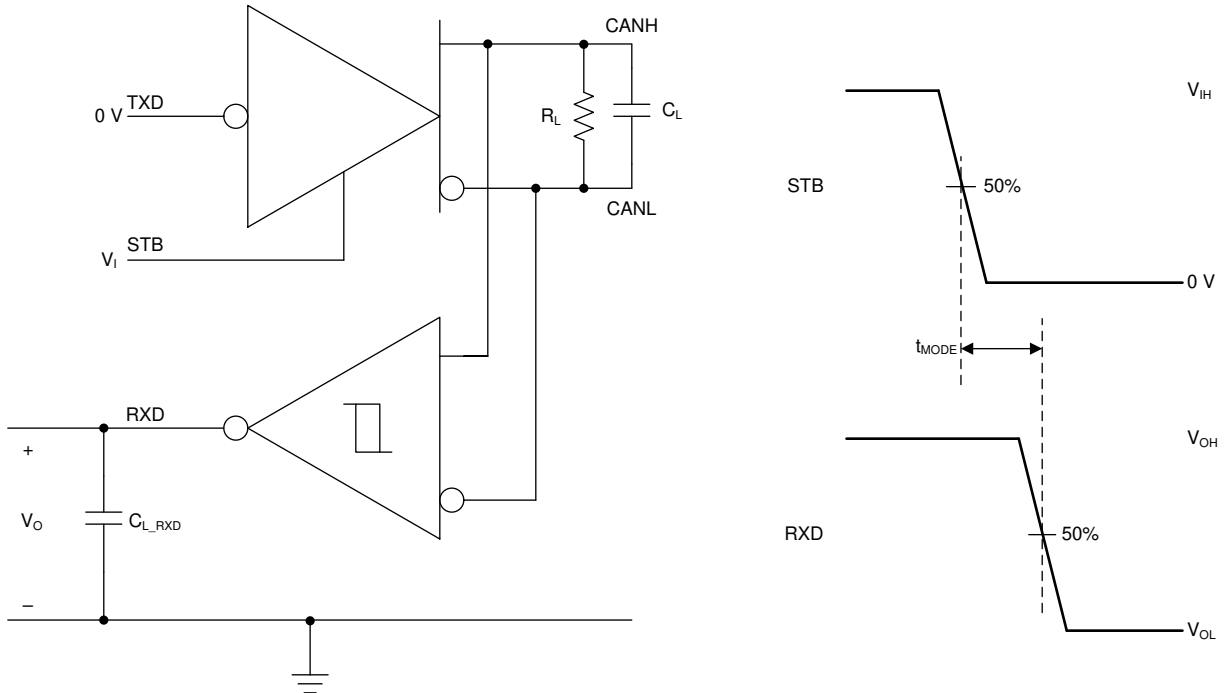 CANH
TXD
0 V
R_L
C_L
CANL
STB
V_I
RXD
+
V_O
C_L_RXD
–
V_IH
STB
50%
0 V
t_MODE
V_OH
RXD
50%
V_OL